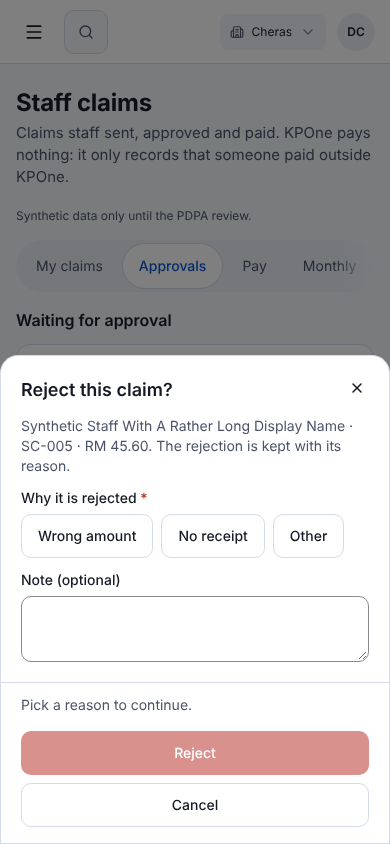 Cheras
DC
Staff claims
Claims staff sent, approved and paid. KPOne pays
nothing: it only records that someone paid outside
KPOne.
Synthetic data only until the PDPA review.
My claims
Approvals
Pay
Monthly
Waiting for approval
Reject this claim?
Synthetic Staff With A Rather Long Display Name ·
SC-005 · RM 45.60. The rejection is kept with its
reason.
Why it is rejected *
Wrong amount
No receipt
Other
Note (optional)
Pick a reason to continue.
Reject
Cancel